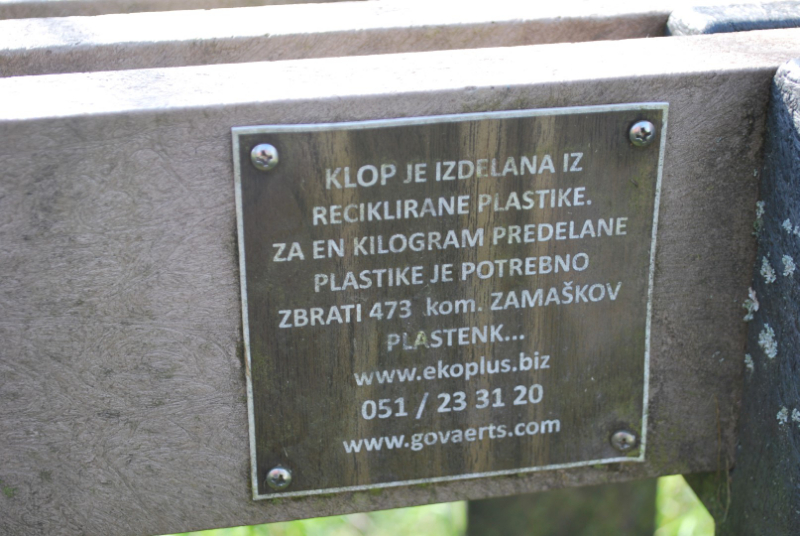 KLOP JE IZDELANA IZ
RECIKLIRANE PLASTIKE.
ZA EN KILOGRAM PREDELANE
PLASTIKE JE POTREBNO
ZBRATI 473 kom. ZAMAŠKOV
PLASTENK...
www.ekoplus.biz
051 / 23 31 20
www.govaerts.com